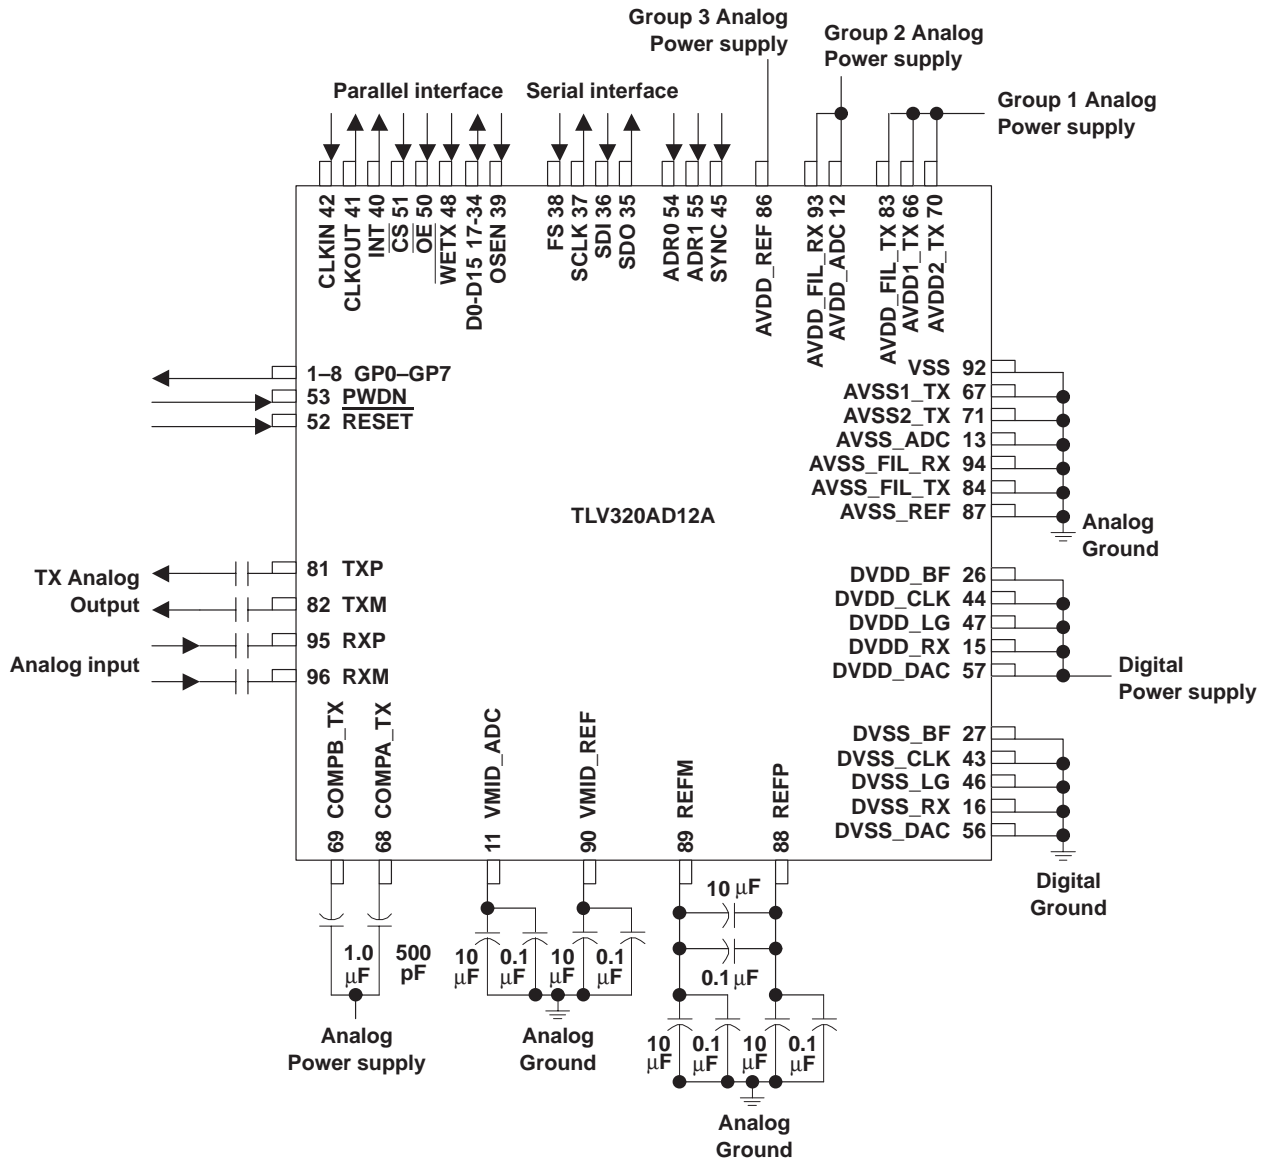 Group 3 Analog
Power supply
Group 2 Analog
Power supply
Group 1 Analog
Power supply
Parallel interface
Serial interface
CLKIN 42
CLKOUT 41
INT 40
CS 51
OE 50
WETX 48
D0-D15 17-34
OSEN 39
FS 38
SCLK 37
SDI 36
SDO 35
ADR0 54
ADR1 55
SYNC 45
AVDD_REF 86
AVDD_FIL_RX 93
AVDD_ADC 12
AVDD_FIL_TX 83
AVDD1_TX 66
AVDD2_TX 70
1–8 GP0–GP7
53 PWDN
52 RESET
VSS 92
AVSS1_TX 67
AVSS2_TX 71
AVSS_ADC 13
AVSS_FIL_RX 94
AVSS_FIL_TX 84
AVSS_REF 87
Analog
Ground
TLV320AD12A
TX Analog
Output
Analog input
81 TXP
82 TXM
95 RXP
96 RXM
DVDD_BF 26
DVDD_CLK 44
DVDD_LG 47
DVDD_RX 15
DVDD_DAC 57
Digital
Power supply
DVSS_BF 27
DVSS_CLK 43
DVSS_LG 46
DVSS_RX 16
DVSS_DAC 56
Digital
Ground
69 COMPB_TX
68 COMPA_TX
11 VMID_ADC
90 VMID_REF
89 REFM
88 REFP
1.0
μF
500
pF
Analog
Power supply
10
μF
0.1
μF
10
μF
0.1
μF
Analog
Ground
10 μF
0.1 μF
10
μF
0.1
μF
10
μF
0.1
μF
Analog
Ground